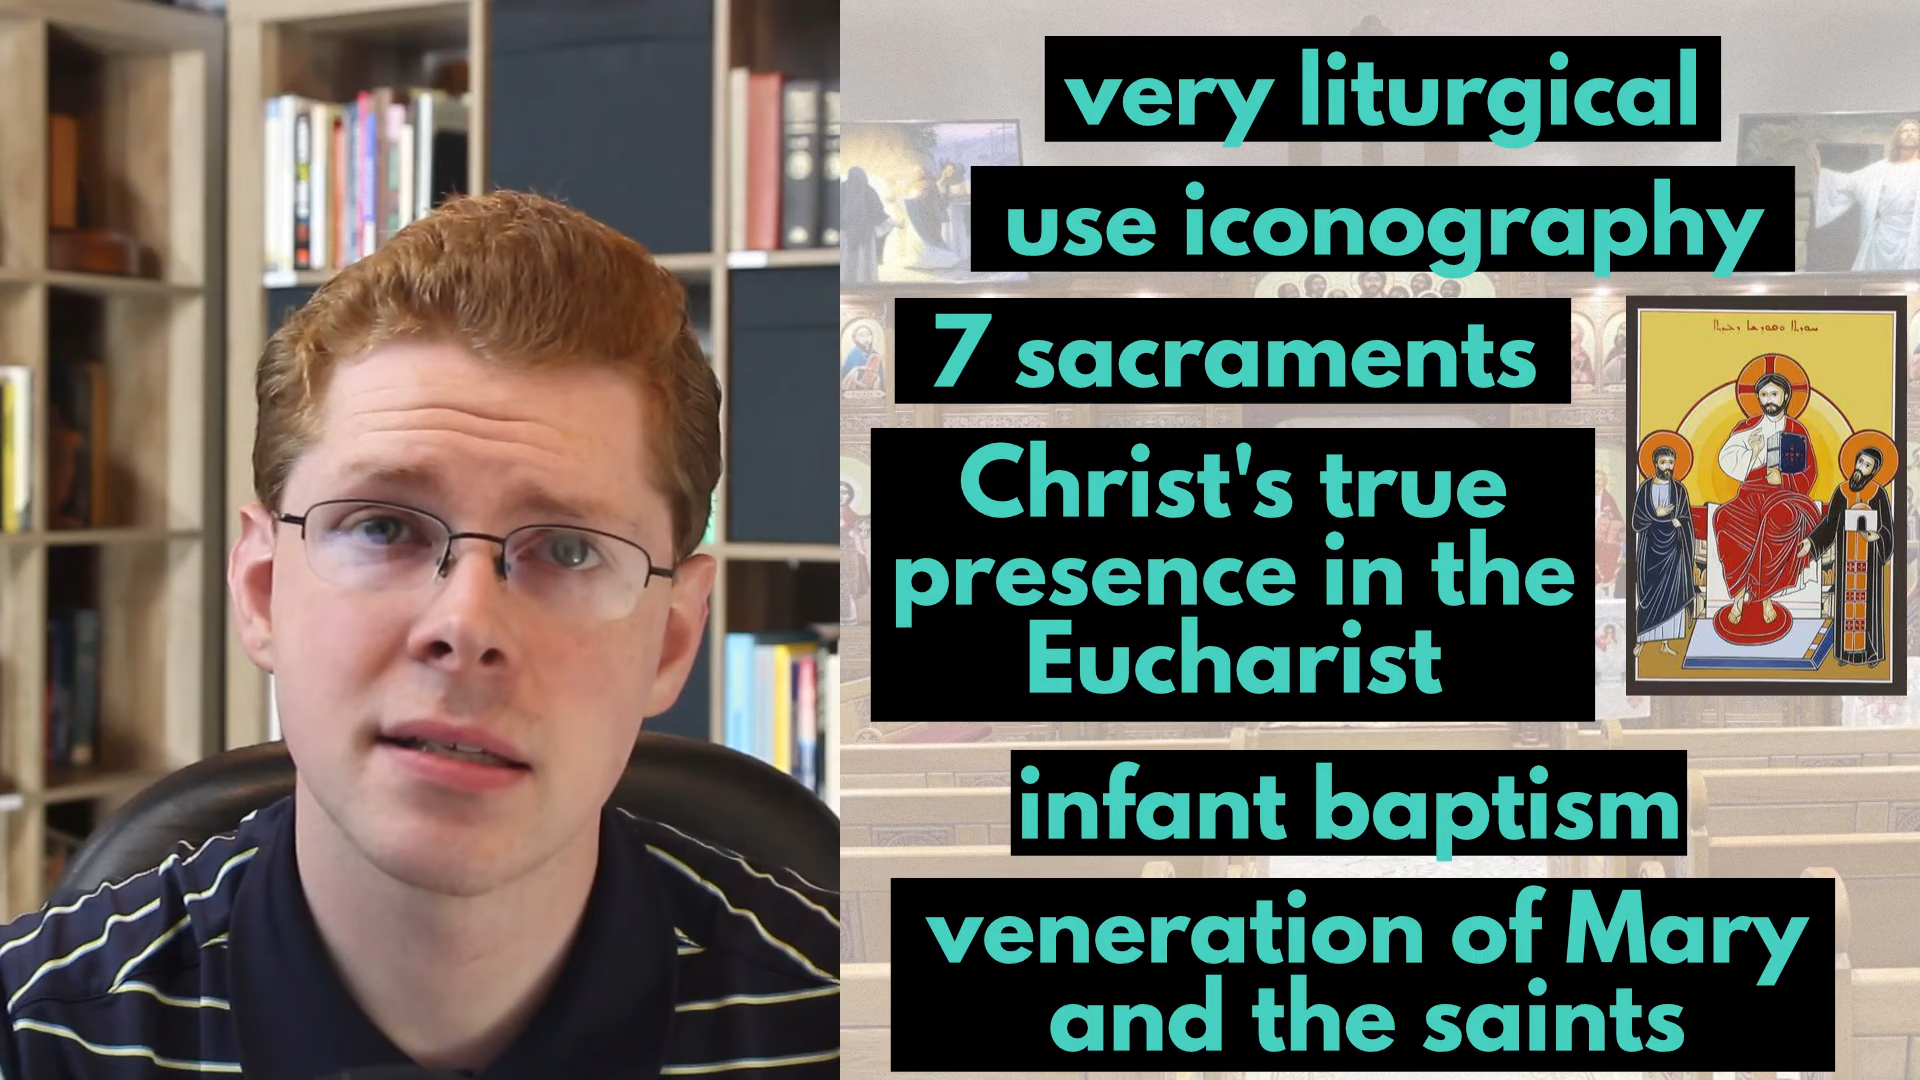 very liturgical
use iconography
7 sacraments
Christ's true
presence in the
Eucharist
infant baptism
veneration of Mary
and the saints